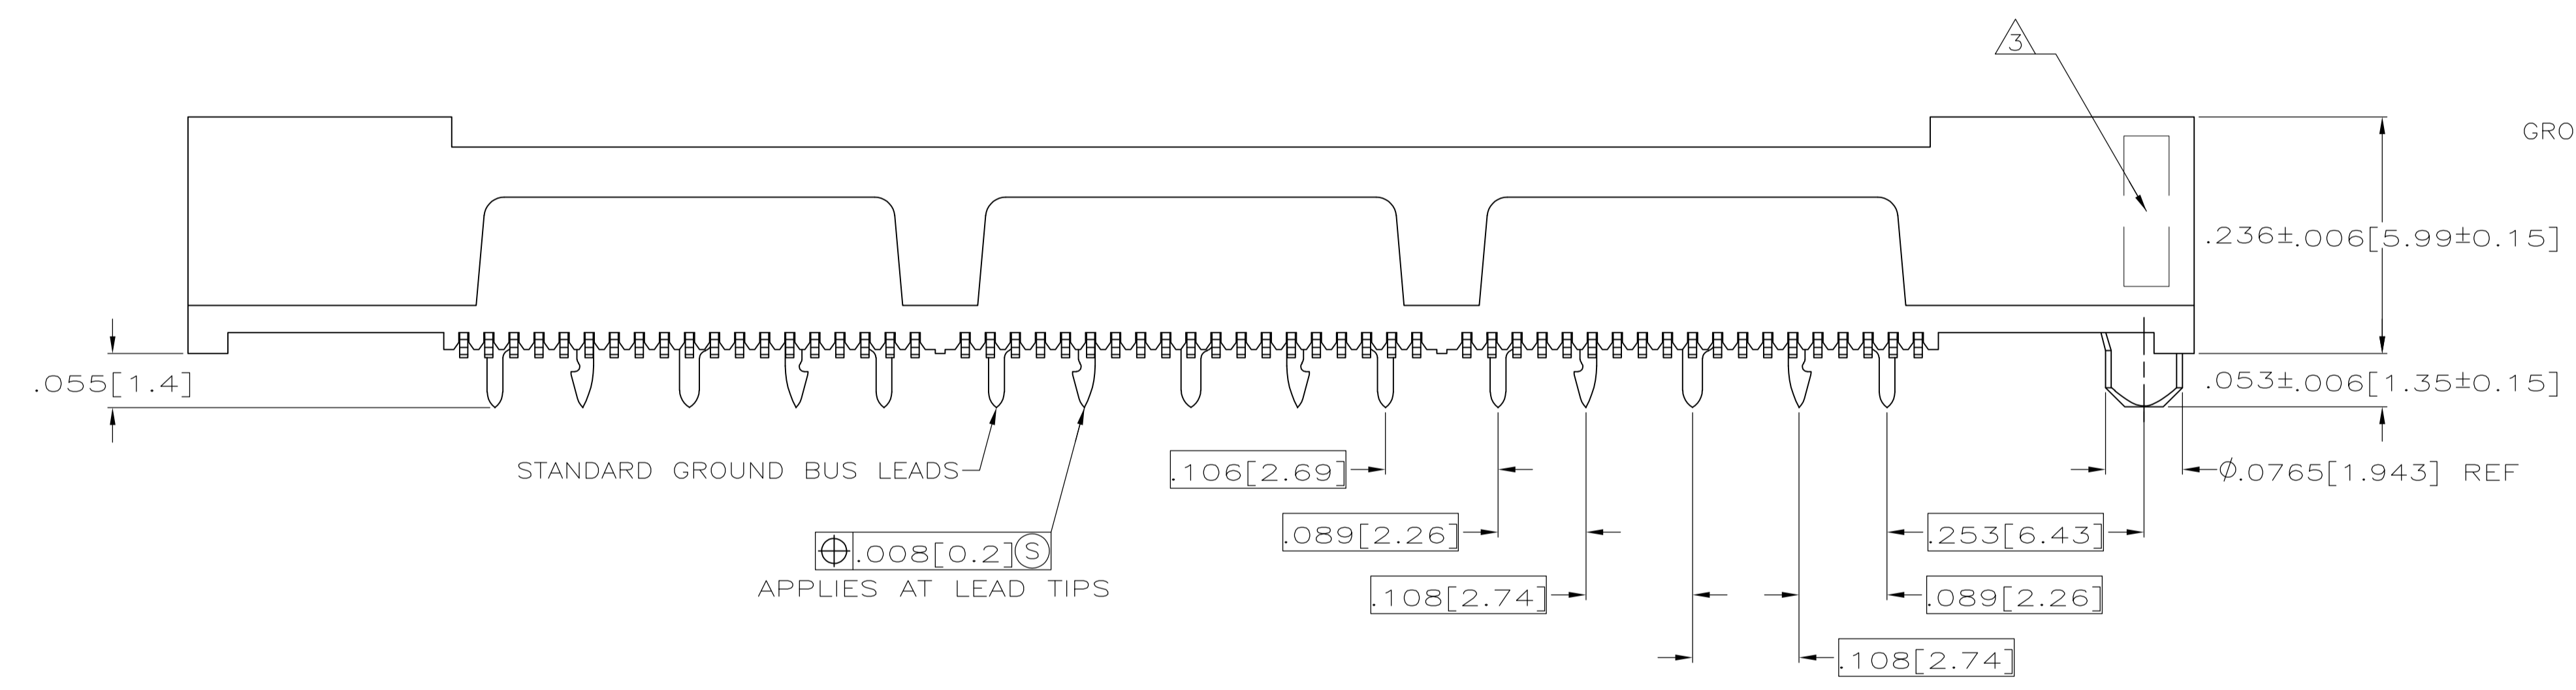 3
GRO
.236±.006[5.99±0.15]
.055[1.4]
.053±.006[1.35±0.15]
STANDARD GROUND BUS LEADS
.106[2.69]
Ø.0765[1.943] REF
.089[2.26]
.253[6.43]
⌖.008[0.2]Ⓢ
APPLIES AT LEAD TIPS
.108[2.74]
.089[2.26]
.108[2.74]